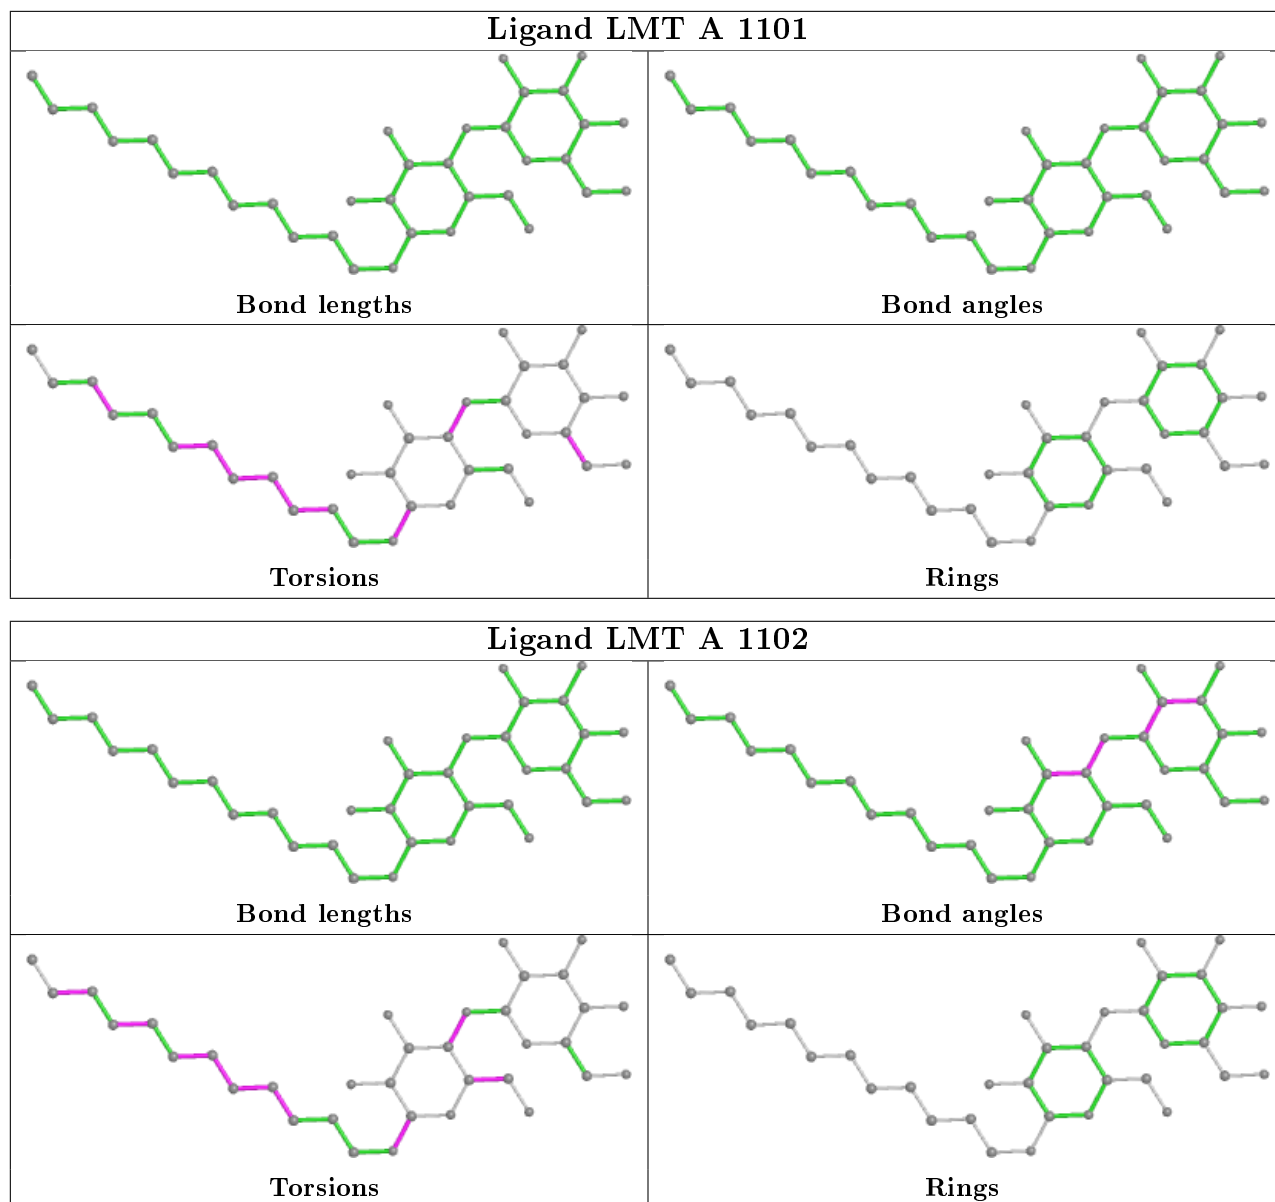 Ligand LMT A 1101
Bond lengths
Bond angles
Torsions
Rings
Ligand LMT A 1102
Bond lengths
Bond angles
Torsions
Rings